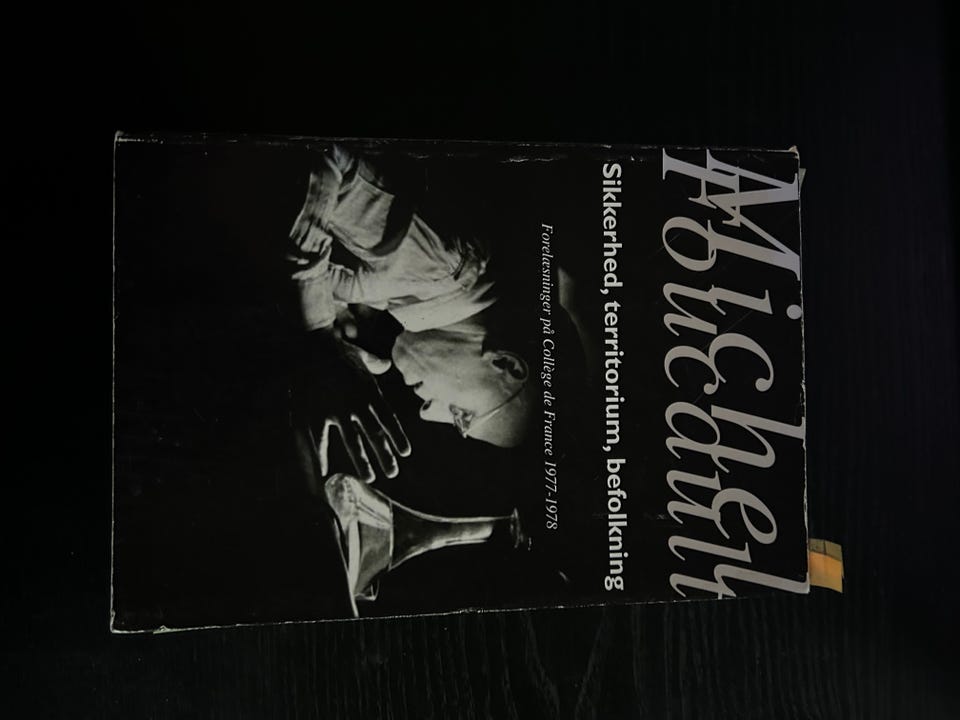 Michel
Foucault
Sikkerhed, territorium, befolkning
Forelæsninger på Collège de France 1977-1978